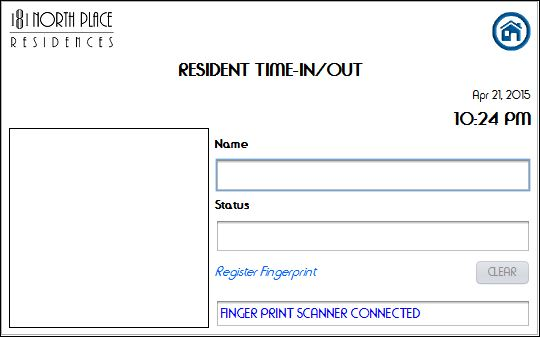 181 NORTH PLACE
RESIDENCES
RESIDENT TIME-IN/OUT
Apr 21, 2015
10:24 PM
Name
Status
Register Fingerprint
CLEAR
FINGER PRINT SCANNER CONNECTED